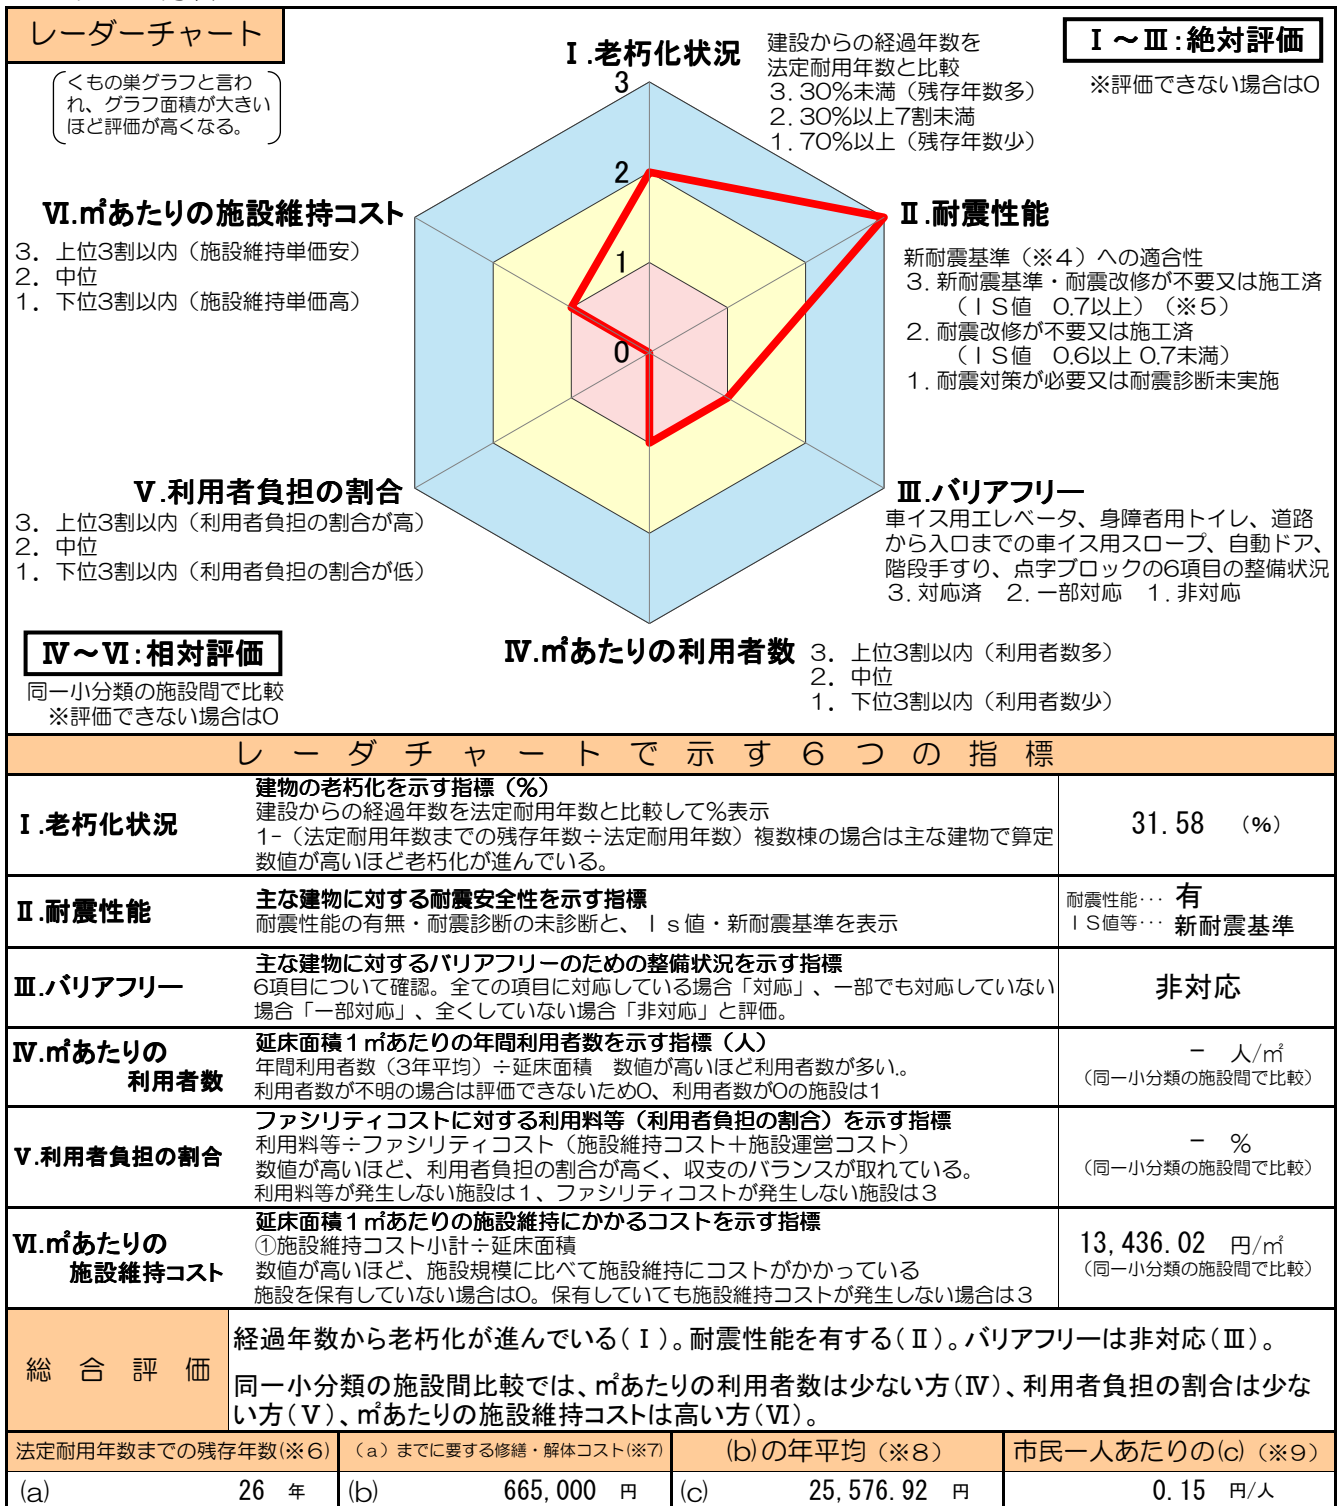 レーダーチャート
くもの巣グラフと言わ
れ、グラフ面積が大きい
ほど評価が高くなる。
Ⅰ.老朽化状況
建設からの経過年数を
法定耐用年数と比較
3. 30%未満（残存年数多）
2. 30%以上7割未満
1. 70%以上（残存年数少）
Ⅰ～Ⅲ:絶対評価
※評価できない場合は0
3
2
1
0
Ⅵ.㎡あたりの施設維持コスト
3. 上位3割以内（施設維持単価安）
2. 中位
1. 下位3割以内（施設維持単価高）
Ⅱ.耐震性能
新耐震基準（※４）への適合性
3. 新耐震基準・耐震改修が不要又は施工済
（ＩＳ値　0.7以上）（※５）
2. 耐震改修が不要又は施工済
（ＩＳ値　0.6以上 0.7未満）
1. 耐震対策が必要又は耐震診断未実施
Ⅴ.利用者負担の割合
3. 上位3割以内（利用者負担の割合が高）
2. 中位
1. 下位3割以内（利用者負担の割合が低）
Ⅲ.バリアフリー
車イス用エレベータ、身障者用トイレ、道路
から入口までの車イス用スロープ、自動ドア、
階段手すり、点字ブロックの6項目の整備状況
3. 対応済　2. 一部対応　1. 非対応
Ⅳ～Ⅵ:相対評価
同一小分類の施設間で比較
※評価できない場合は0
Ⅳ.㎡あたりの利用者数
3. 上位3割以内（利用者数多）
2. 中位
1. 下位3割以内（利用者数少）
レーダチャートで示す６つの指標
Ⅰ.老朽化状況
建物の老朽化を示す指標（％）
建設からの経過年数を法定耐用年数と比較して%表示
1-（法定耐用年数までの残存年数÷法定耐用年数）複数棟の場合は主な建物で算定
数値が高いほど老朽化が進んでいる。
31.58　（%）
Ⅱ.耐震性能
主な建物に対する耐震安全性を示す指標
耐震性能の有無・耐震診断の未診断と、Ｉｓ値・新耐震基準を表示
耐震性能… 有
ＩＳ値等… 新耐震基準
Ⅲ.バリアフリー
主な建物に対するバリアフリーのための整備状況を示す指標
6項目について確認。全ての項目に対応している場合「対応」、一部でも対応していない
場合「一部対応」、全くしていない場合「非対応」と評価。
非対応
Ⅳ.㎡あたりの
利用者数
延床面積１㎡あたりの年間利用者数を示す指標（人）
年間利用者数（3年平均）÷延床面積　数値が高いほど利用者数が多い。
利用者数が不明の場合は評価できないため0、利用者数が0の施設は1
－　人/㎡
（同一小分類の施設間で比較）
Ⅴ.利用者負担の割合
ファシリティコストに対する利用料等（利用者負担の割合）を示す指標
利用料等÷ファシリティコスト（施設維持コスト＋施設運営コスト）
数値が高いほど、利用者負担の割合が高く、収支のバランスが取れている。
利用料等が発生しない施設は１、ファシリティコストが発生しない施設は３
－　％
（同一小分類の施設間で比較）
Ⅵ.㎡あたりの
施設維持コスト
延床面積１㎡あたりの施設維持にかかるコストを示す指標
①施設維持コスト小計÷延床面積
数値が高いほど、施設規模に比べて施設維持にコストがかかっている
施設を保有していない場合は0。保有していても施設維持コストが発生しない場合は３
13,436.02　円/㎡
（同一小分類の施設間で比較）
総合評価
経過年数から老朽化が進んでいる(Ⅰ)。耐震性能を有する(Ⅱ)。バリアフリーは非対応(Ⅲ)。
同一小分類の施設間比較では、㎡あたりの利用者数は少ない方(Ⅳ)、利用者負担の割合は少な
い方(Ⅴ)、㎡あたりの施設維持コストは高い方(Ⅵ)。
法定耐用年数までの残存年数(※６)
（a）までに要する修繕・解体コスト(※7)
(b)の年平均（※８）
市民一人あたりの(c)（※９）
(a) 26 年
(b) 665,000 円
(c) 25,576.92 円
0.15 円/人